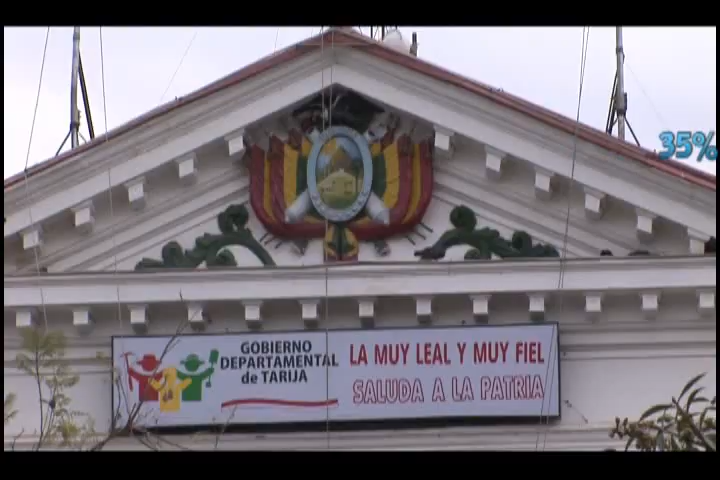 35%
GOBIERNO
DEPARTAMENTAL
de TARIJA
LA MUY LEAL Y MUY FIEL
SALUDA A LA PATRIA